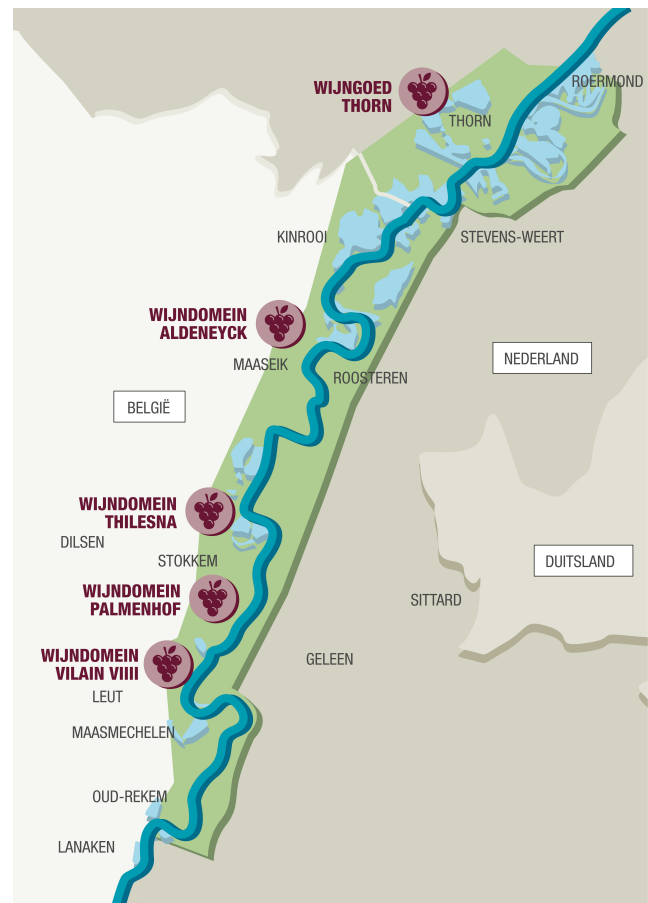 WIJNGOED
THORN
ROERMOND
THORN
KINROOI
STEVENS-WEERT
WIJNDOMEIN
ALDENEYCK
MAASEIK
ROOSTEREN
NEDERLAND
BELGIË
WIJNDOMEIN
THILESNA
DILSEN
STOKKEM
DUITSLAND
WIJNDOMEIN
PALMENHOF
SITTARD
WIJNDOMEIN
VILAIN VIIII
GELEEN
LEUT
MAASMECHELEN
OUD-REKEM
LANAKEN